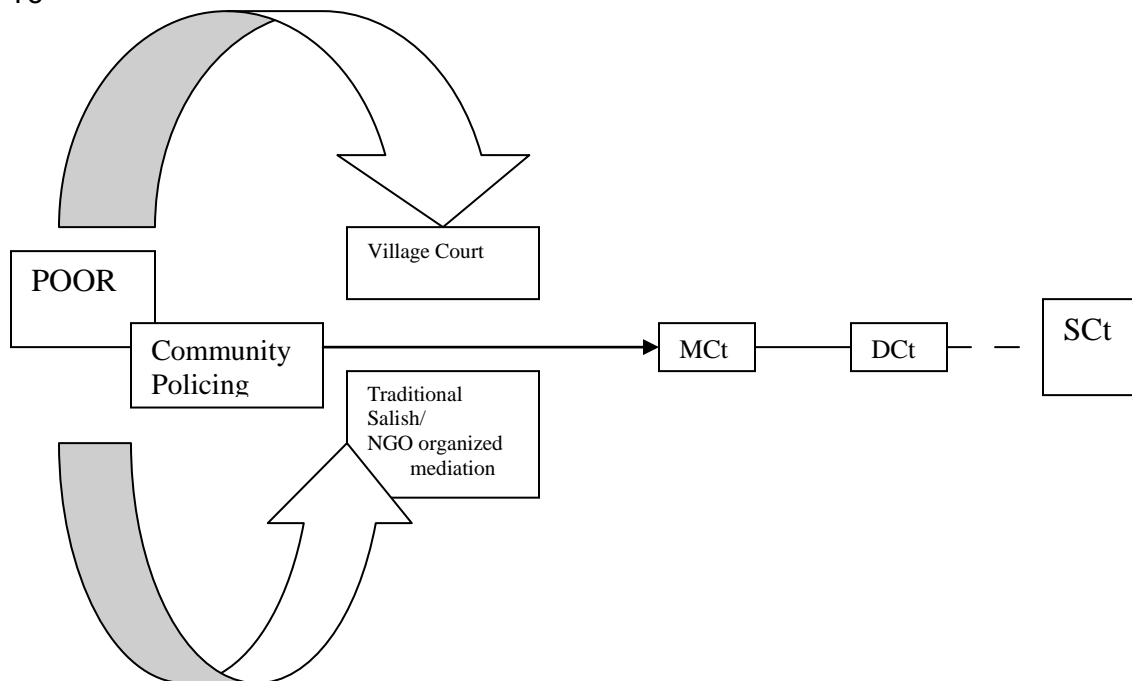 POOR
Community
Policing
Village Court
Traditional
Salish/
NGO organized
mediation
MCt
DCt
SCt